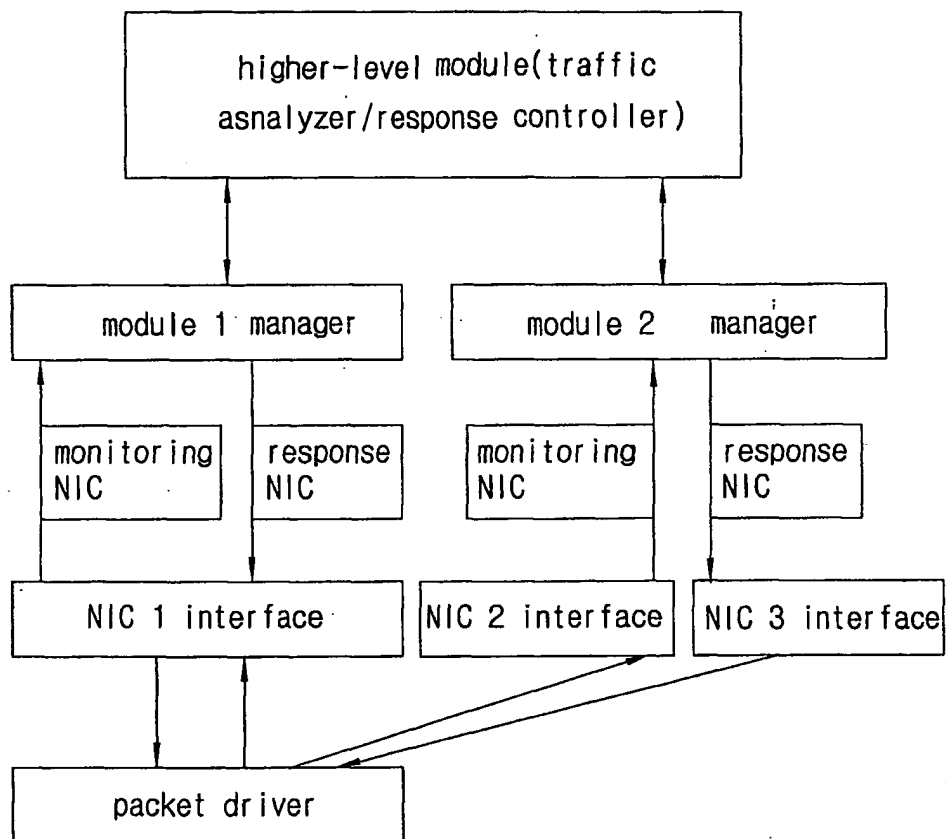 higher-level module(traffic
asnalyzer/response controller)
module 1 manager
module 2 manager
monitoring
NIC
response
NIC
monitoring
NIC
response
NIC
NIC 1 interface
NIC 2 interface
NIC 3 interface
packet driver